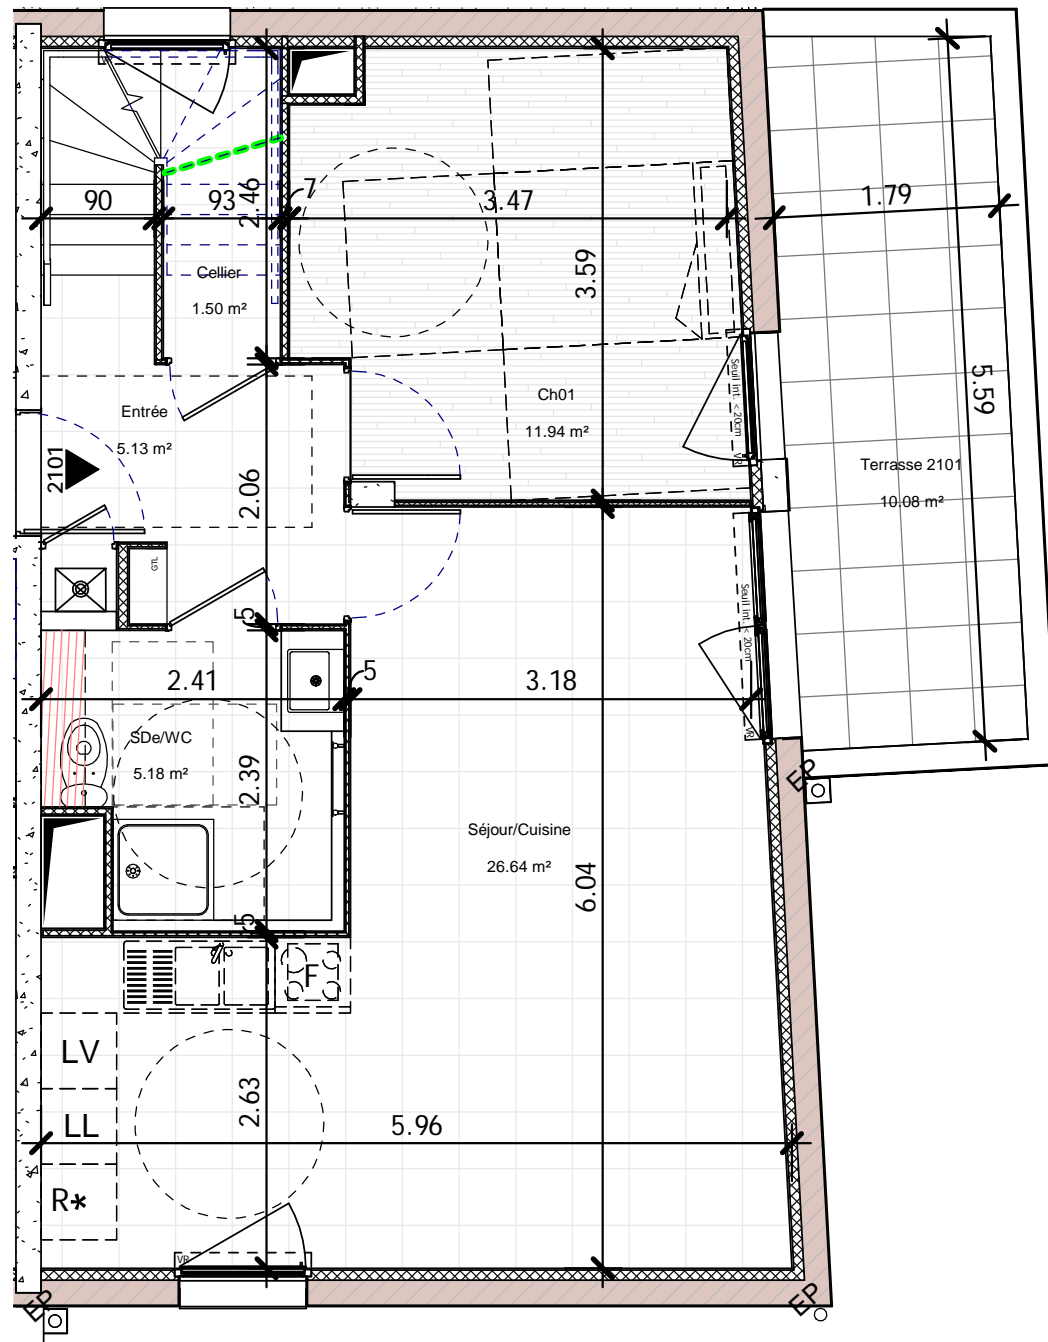 90
93
2.46
7
3.47
1.79
3.59
5.59
Cellier
1.50 m²
Entrée
5.13 m²
2101
2.06
Ch01
11.94 m²
Seuil int. < 20cm
VR
Terrasse 2101
10.08 m²
GTL
5
2.41
5
3.18
Seuil int. < 20cm
VR
SDe/WC
5.18 m²
2.39
EP
Séjour/Cuisine
26.64 m²
6.04
5
F
LV
LL
R*
2.63
5.96
VR
EP
EP